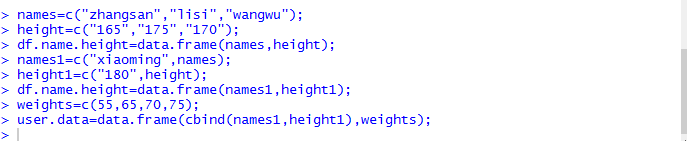 > names=c("zhangsan","lisi","wangwu");
> height=c("165","175","170");
> df.name.height=data.frame(names,height);
> names1=c("xiaoming",names);
> height1=c("180",height);
> df.name.height=data.frame(names1,height1);
> weights=c(55,65,70,75);
> user.data=data.frame(cbind(names1,height1),weights);
>